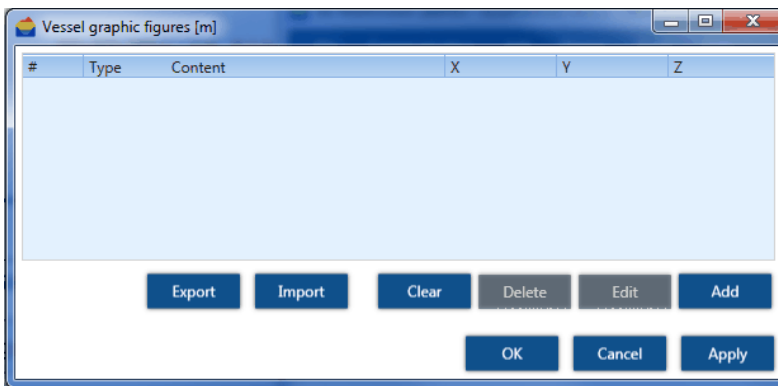 Vessel graphic figures [m]
# Type Content X Y Z
Export Import Clear Delete Edit Add
OK Cancel Apply